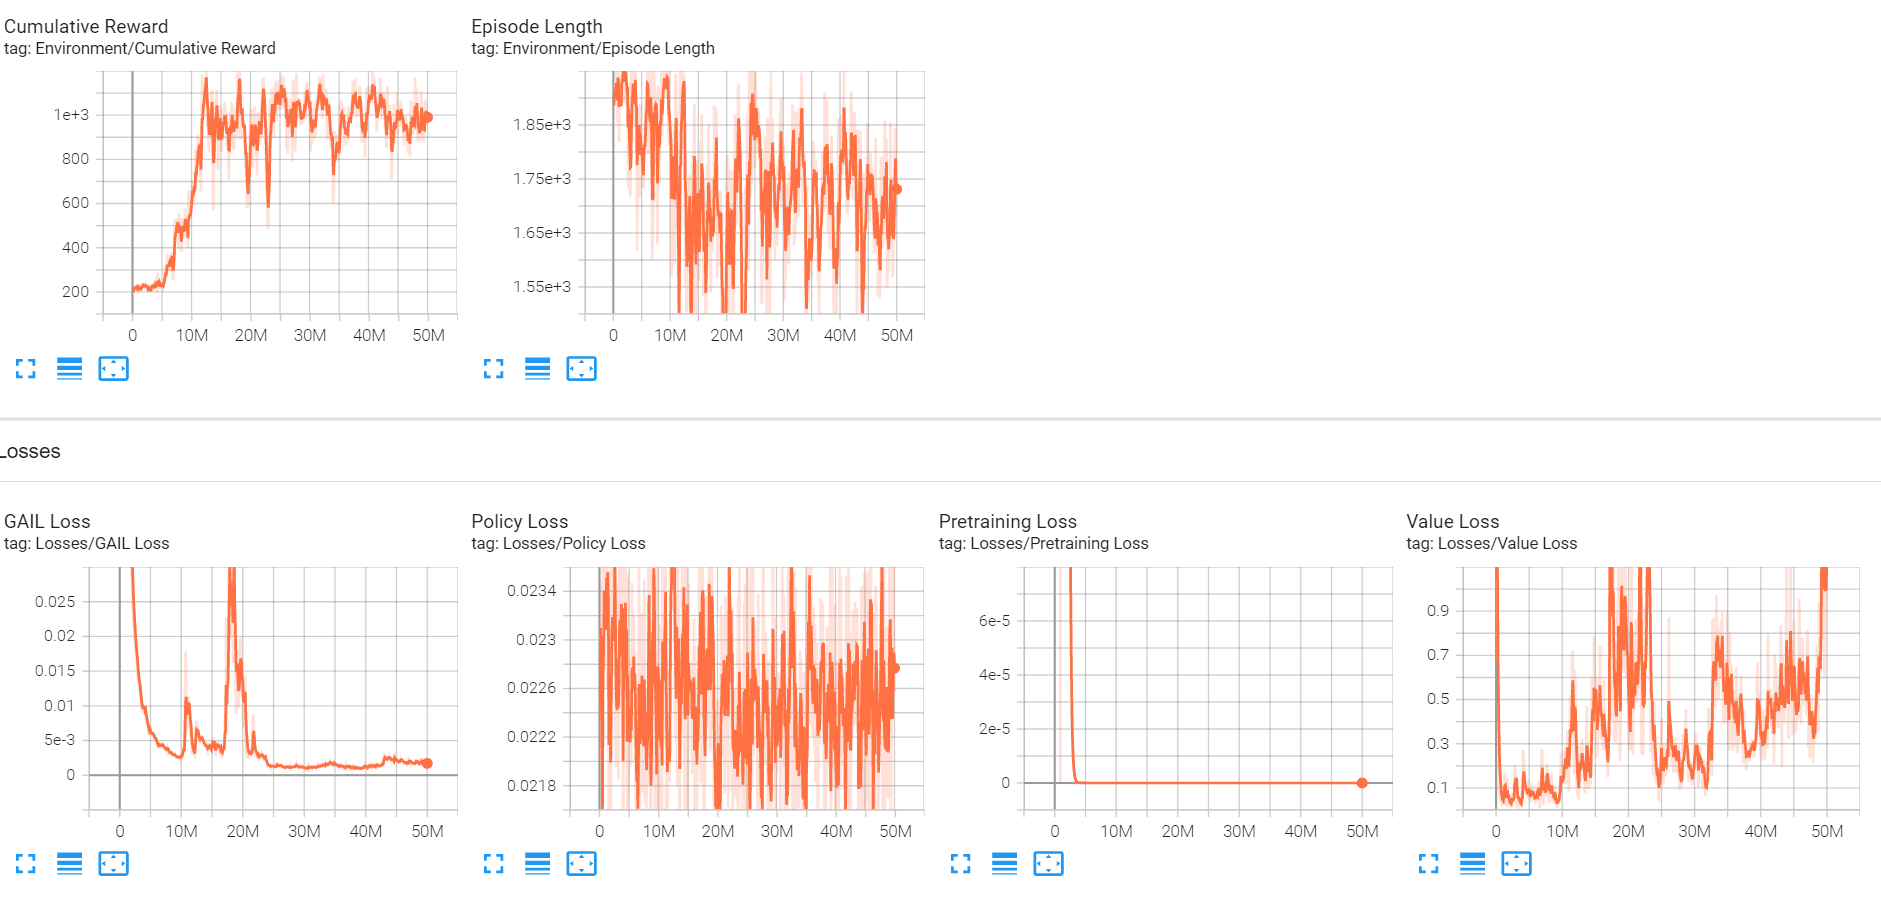 Cumulative Reward
tag: Environment/Cumulative Reward
1e+3
800
600
400
200
0 10M 20M 30M 40M 50M
Episode Length
tag: Environment/Episode Length
1.85e+3
1.75e+3
1.65e+3
1.55e+3
0 10M 20M 30M 40M 50M
Losses
GAIL Loss
tag: Losses/GAIL Loss
0.025
0.02
0.015
0.01
5e-3
0
0 10M 20M 30M 40M 50M
Policy Loss
tag: Losses/Policy Loss
0.0234
0.023
0.0226
0.0222
0.0218
0 10M 20M 30M 40M 50M
Pretraining Loss
tag: Losses/Pretraining Loss
6e-5
4e-5
2e-5
0
0 10M 20M 30M 40M 50M
Value Loss
tag: Losses/Value Loss
0.9
0.7
0.5
0.3
0.1
0 10M 20M 30M 40M 50M